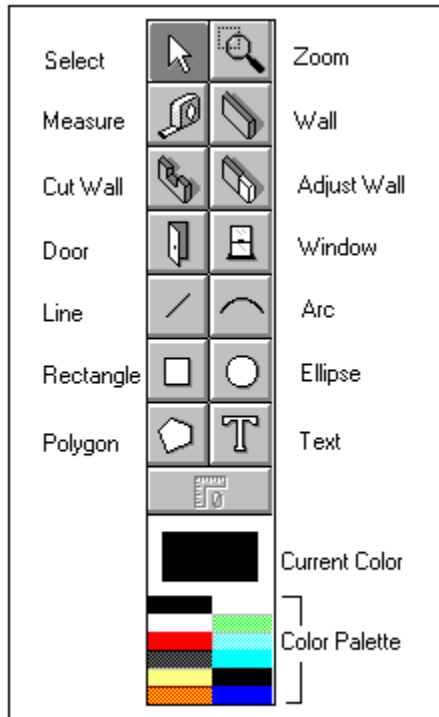 Select Zoom
Measure Wall
Cut Wall Adjust Wall
Door Window
Line Arc
Rectangle Ellipse
Polygon T Text
0
Current Color
Color Palette